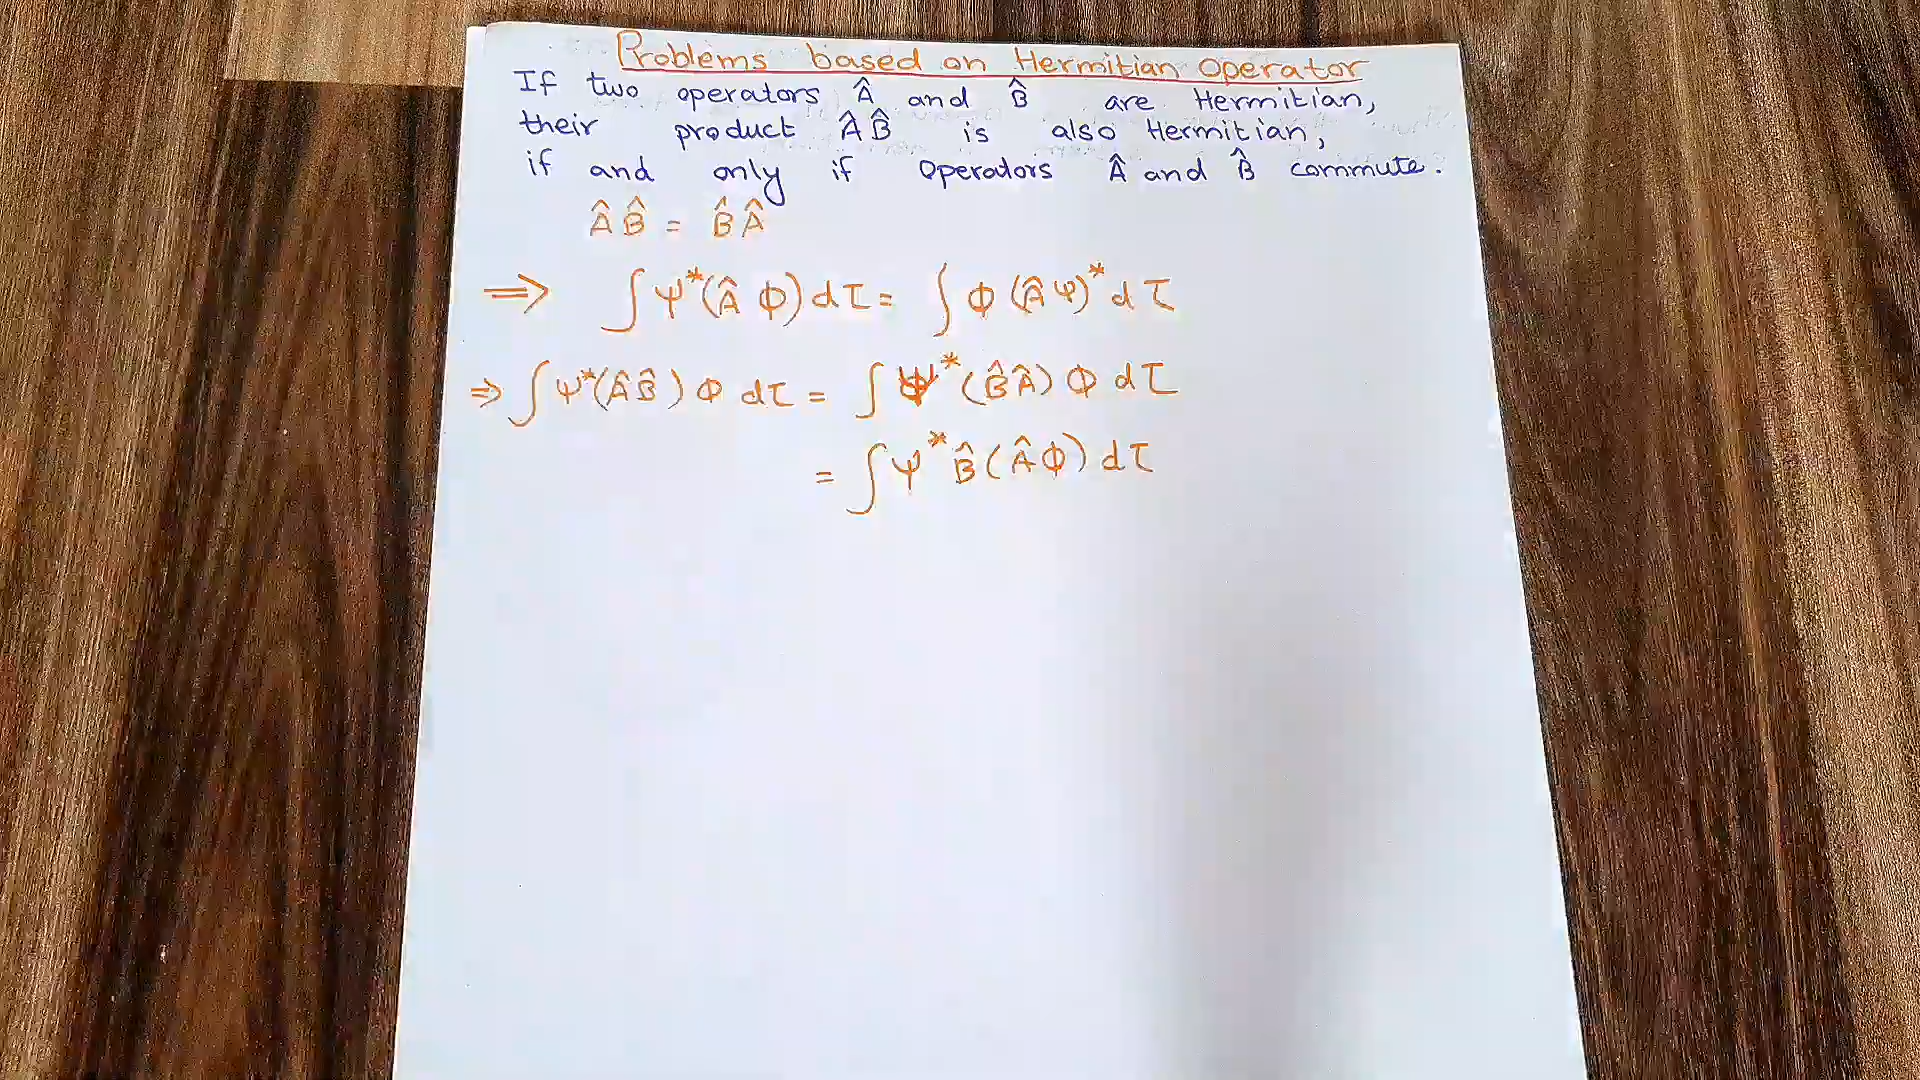 Problems based on Hermitian Operator
If two operators Â and B̂ are Hermitian,
their product ÂB̂ is also Hermitian,
if and only if Operators Â and B̂ commute.
ÂB̂ = B̂Â
⇒ ∫ψ*(Âϕ)dτ = ∫ϕ(Âψ)*dτ
⇒ ∫ψ*(ÂB̂)ϕ dτ = ∫ψ*(B̂Â)ϕ dτ
= ∫ψ*B̂(Âϕ)dτ